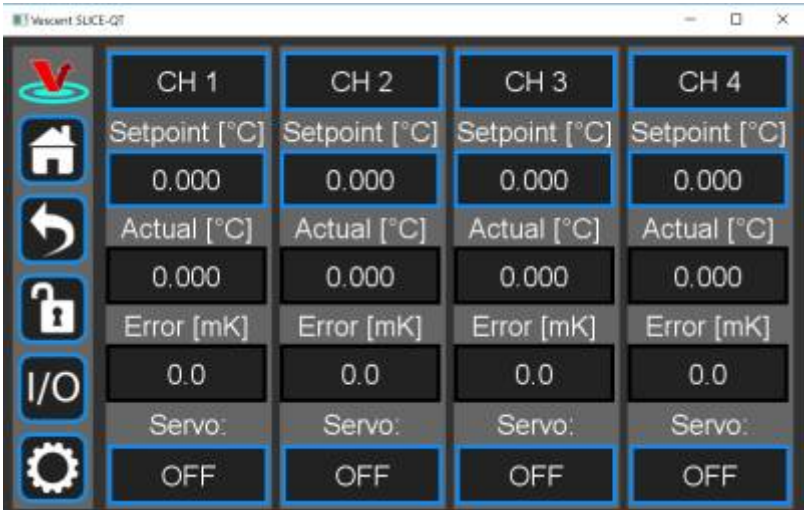 Vescent SLICE-QT
CH 1 CH 2 CH 3 CH 4
Setpoint [°C] Setpoint [°C] Setpoint [°C] Setpoint [°C]
0.000 0.000 0.000 0.000
Actual [°C] Actual [°C] Actual [°C] Actual [°C]
0.000 0.000 0.000 0.000
Error [mK] Error [mK] Error [mK] Error [mK]
I/O 0.0 0.0 0.0 0.0
Servo: Servo: Servo: Servo:
OFF OFF OFF OFF